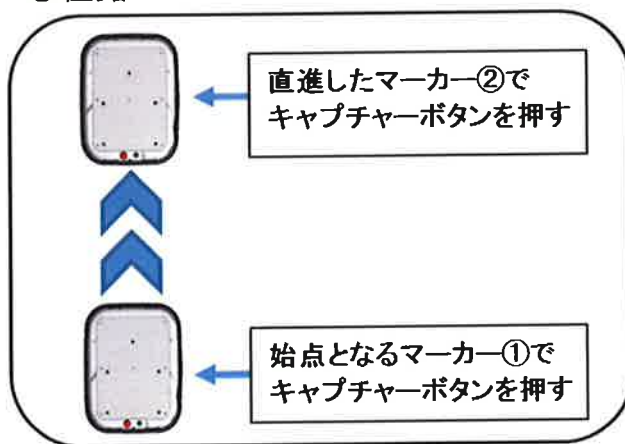 直進したマーカー②で
キャプチャーボタンを押す
始点となるマーカー①で
キャプチャーボタンを押す